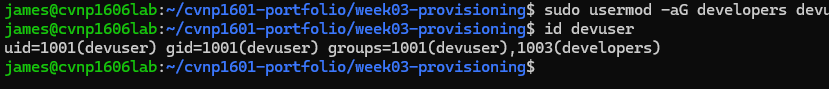 james@cvnp1606lab:~/cvnp1601-portfolio/week03-provisioning$ sudo usermod -aG developers devu
james@cvnp1606lab:~/cvnp1601-portfolio/week03-provisioning$ id devuser
uid=1001(devuser) gid=1001(devuser) groups=1001(devuser),1003(developers)
james@cvnp1606lab:~/cvnp1601-portfolio/week03-provisioning$